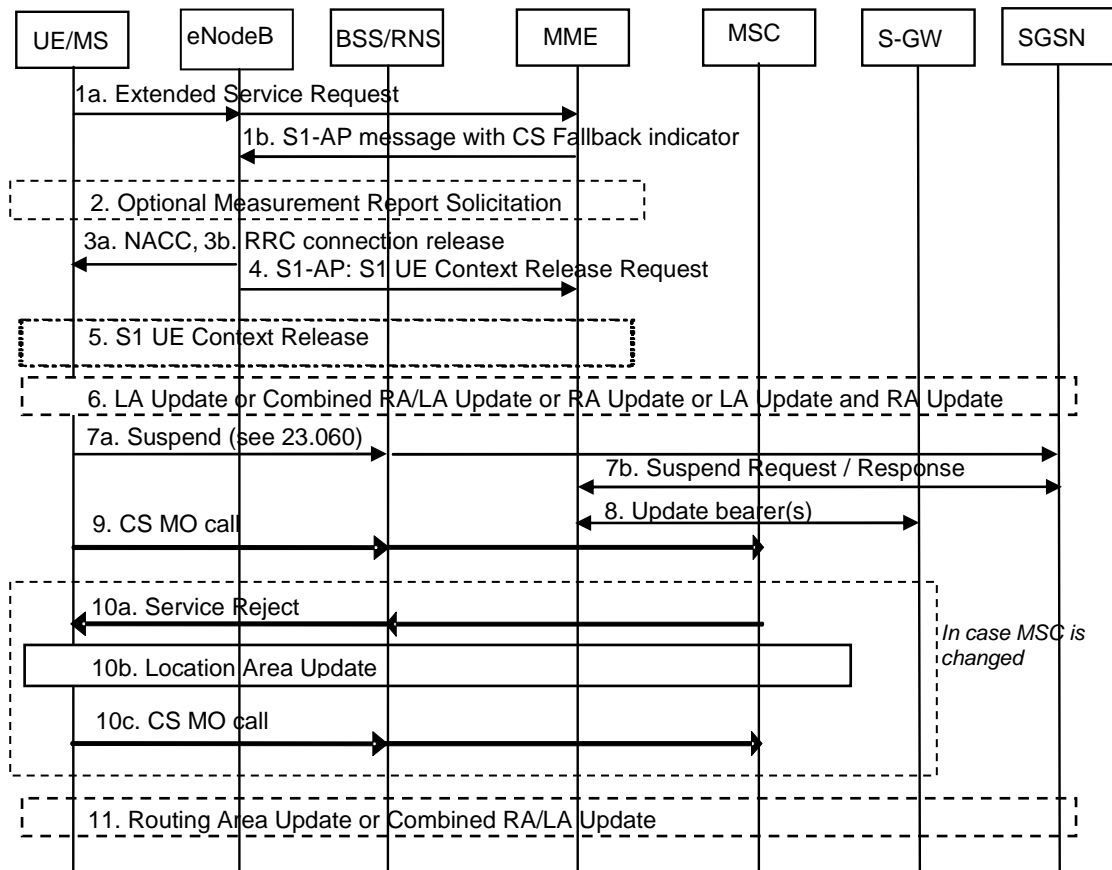 UE/MS
eNodeB
BSS/RNS
MME
MSC
S-GW
SGSN
1a. Extended Service Request
1b. S1-AP message with CS Fallback indicator
2. Optional Measurement Report Solicitation
3a. NACC, 3b. RRC connection release
4. S1-AP: S1 UE Context Release Request
5. S1 UE Context Release
6. LA Update or Combined RA/LA Update or RA Update or LA Update and RA Update
7a. Suspend (see 23.060)
7b. Suspend Request / Response
8. Update bearer(s)
9. CS MO call
10a. Service Reject
In case MSC is
changed
10b. Location Area Update
10c. CS MO call
11. Routing Area Update or Combined RA/LA Update